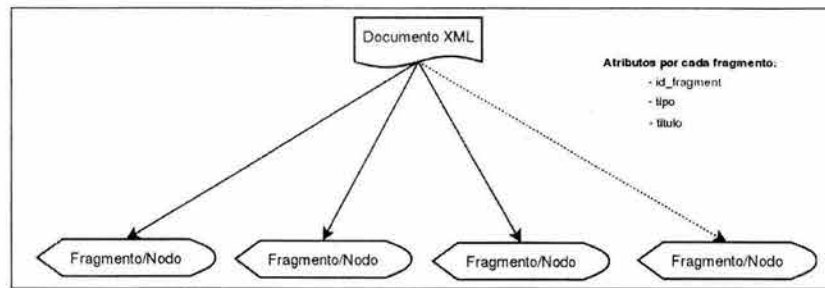 Documento XML
Atributos por cada fragmento:
- id_fragment
- tipo
- titulo
Fragmento/Nodo
Fragmento/Nodo
Fragmento/Nodo
Fragmento/Nodo